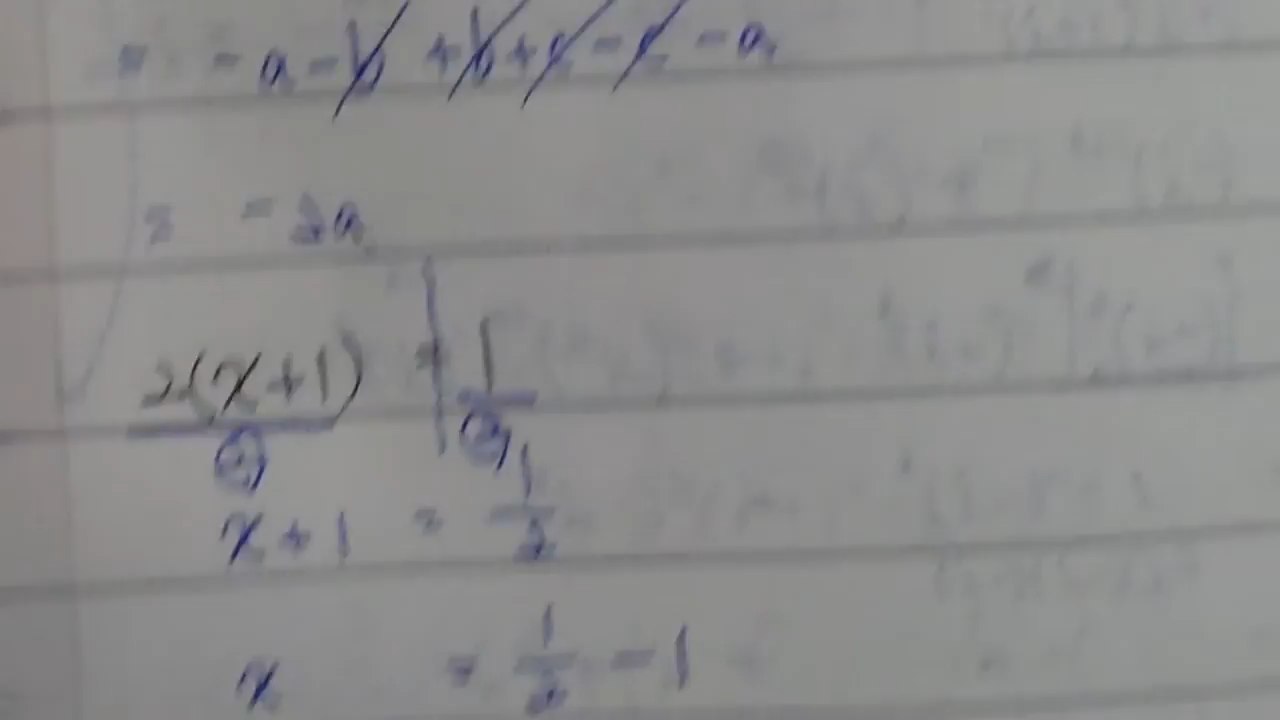 = -a - b + b + c - c - a
= -2a
2(x+1)/2 = 1/2
x + 1 = 1/2
x = 1/2 - 1